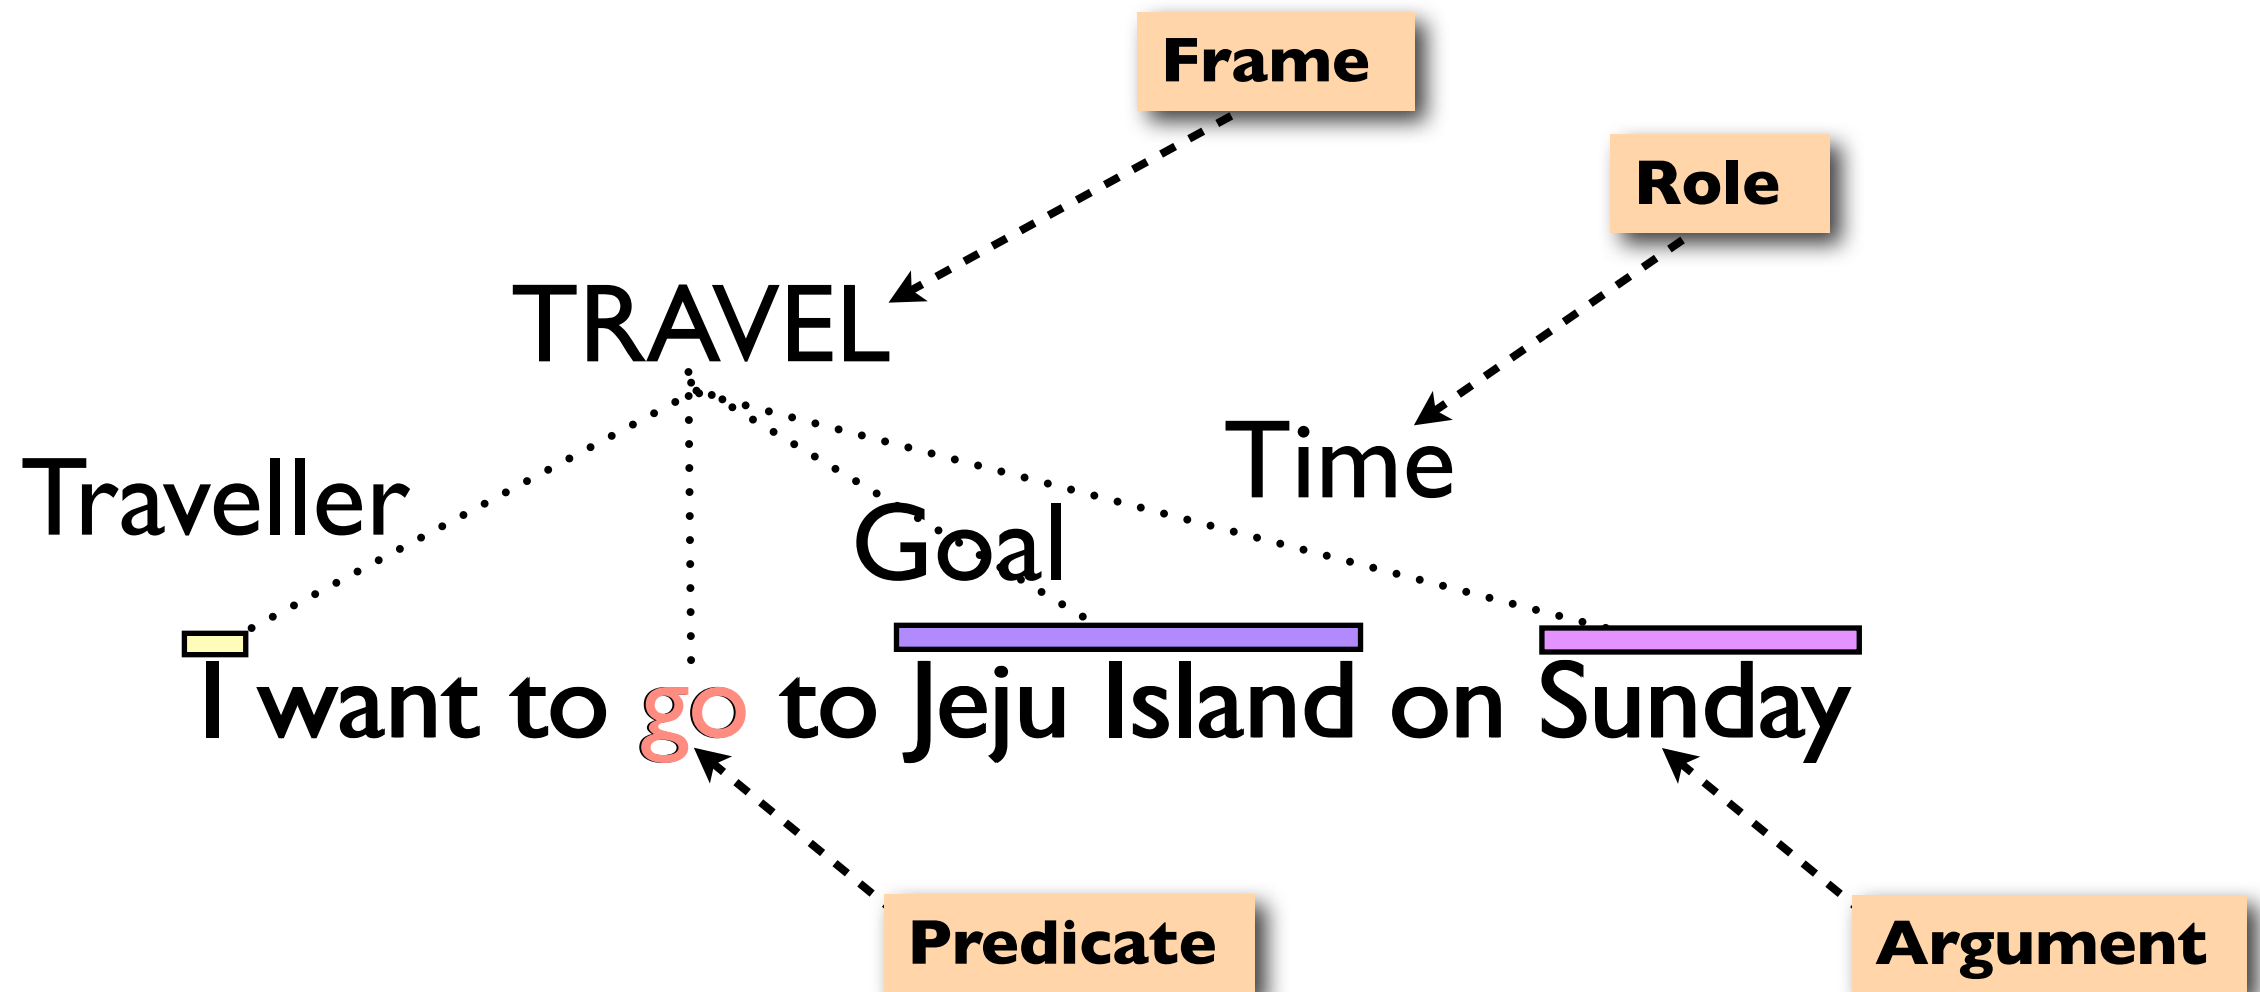 Frame
Role
TRAVEL
Time
Traveller
Goal
I want to go to Jeju Island on Sunday
Predicate
Argument